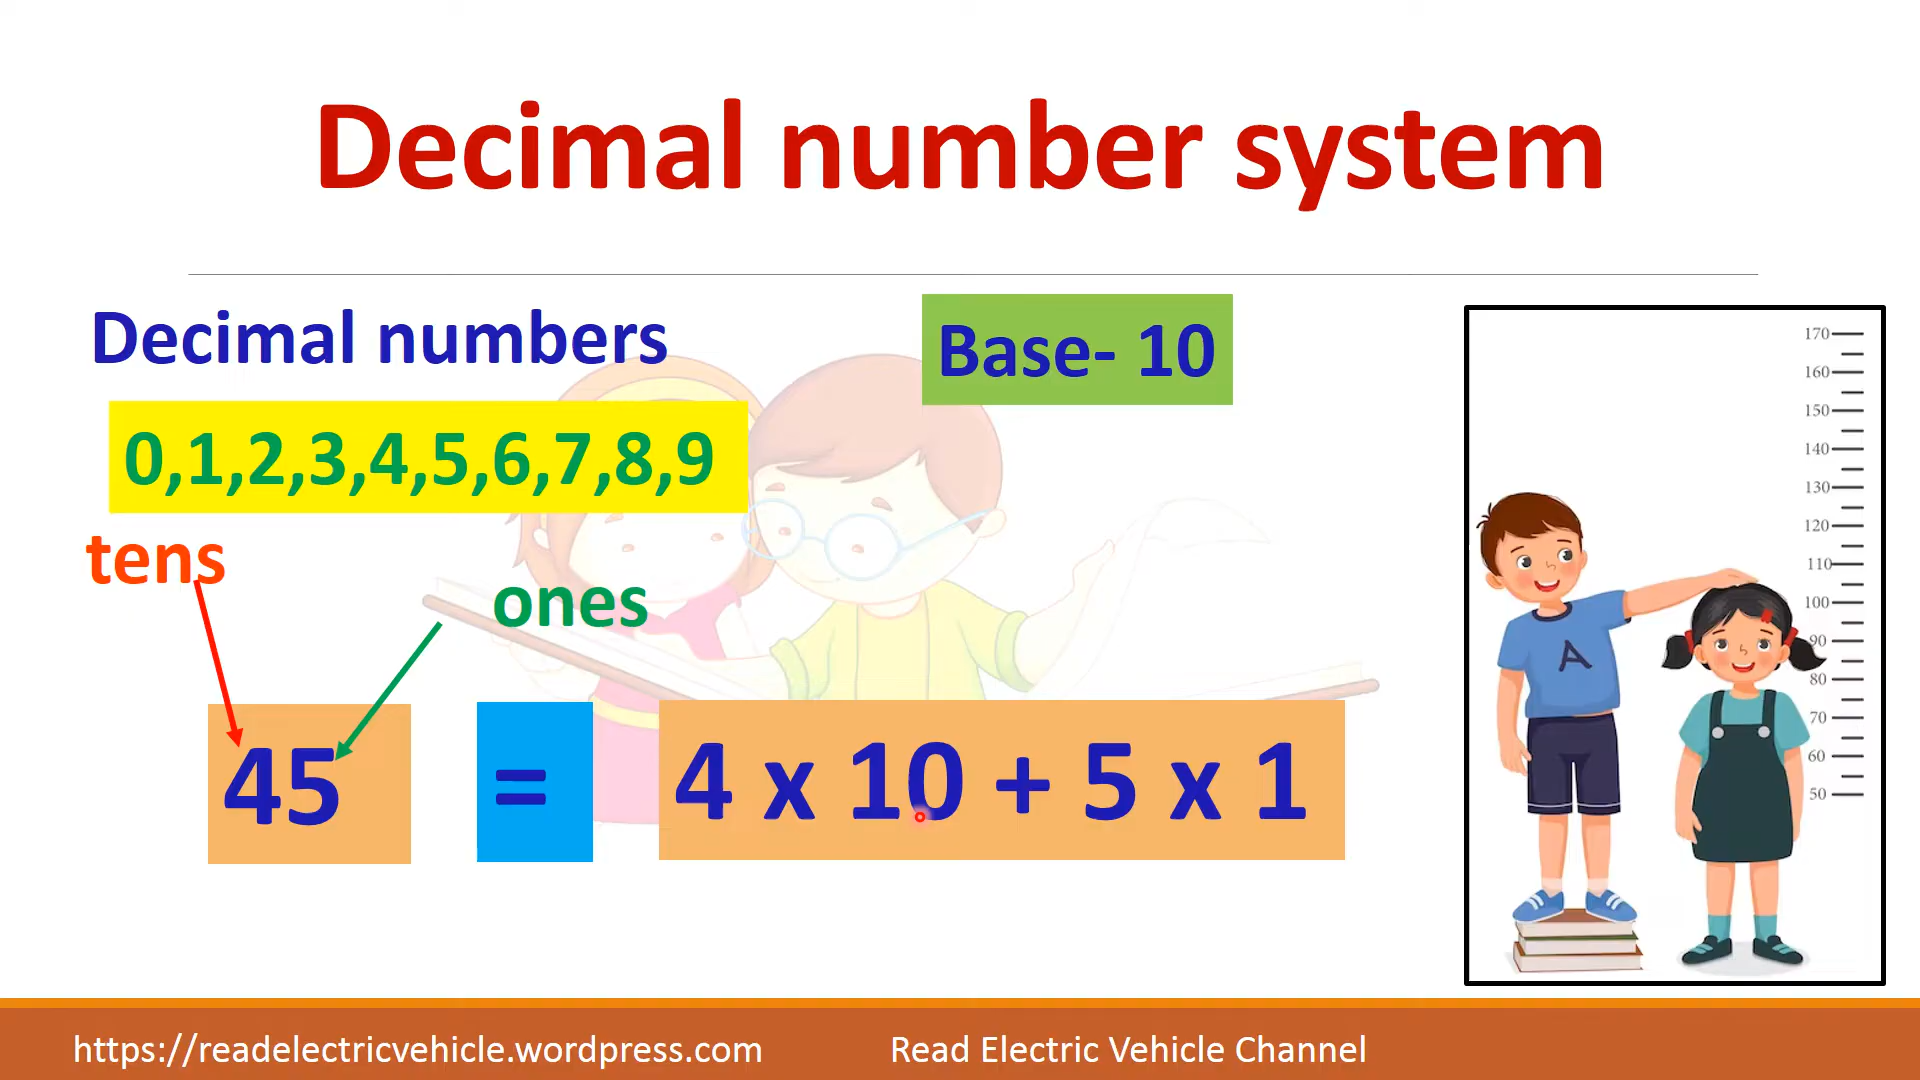 Decimal number system
Decimal numbers
Base- 10
0,1,2,3,4,5,6,7,8,9
tens
ones
45
=
4 x 10 + 5 x 1
170
160
150
140
130
120
110
100
90
80
70
60
50
A
https://readelectricvehicle.wordpress.com
Read Electric Vehicle Channel